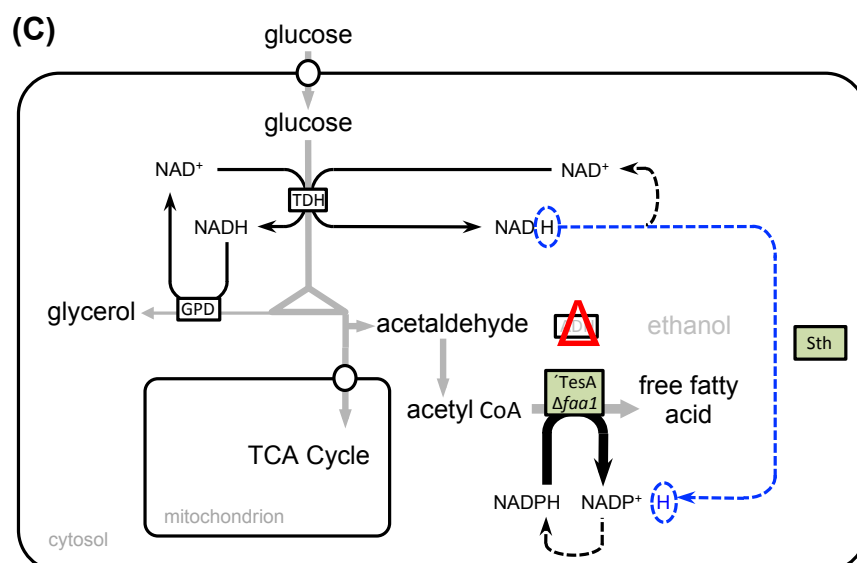 (C)
glucose
glucose
NAD⁺ NAD⁺
TDH
NADH NADH
glycerol GPD
acetaldehyde ethanol
Sth
´TesA
Δfaa1
acetyl CoA free fatty
acid
TCA Cycle
NADPH NADP⁺ H
mitochondrion
cytosol